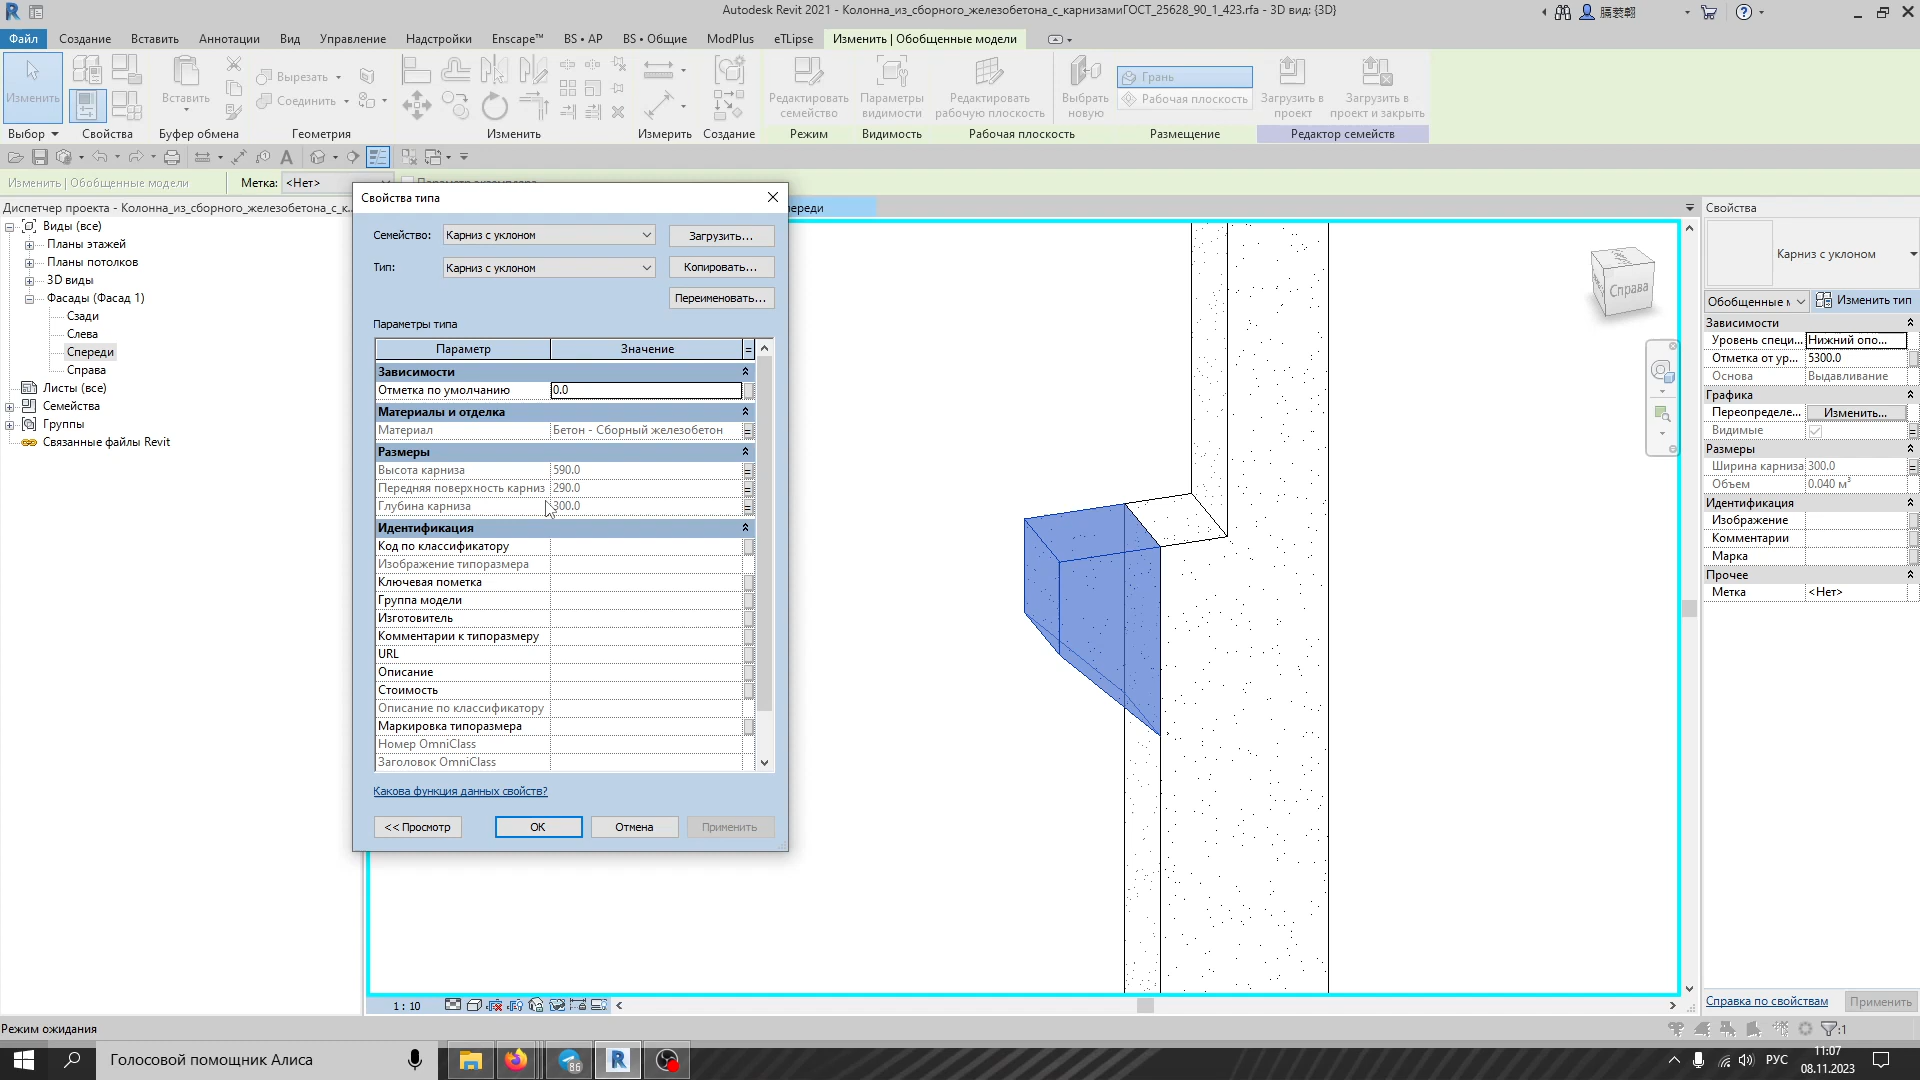 Autodesk Revit 2021 - Колонна_из_сборного_железобетона_с_карнизамиГОСТ_25628_90_1_423.rfa - 3D вид: {3D}
Файл Создание Вставить Аннотации Вид Управление Надстройки Enscape™ BS • АР BS • Общие ModPlus eTLipse Изменить | Обобщенные модели
Изменить
Вставить
Вырезать
Соединить
Редактировать семейство
Параметры видимости
Редактировать рабочую плоскость
Выбрать новую
Грань
Рабочая плоскость
Загрузить в проект
Загрузить в проект и закрыть
Выбор Свойства Буфер обмена Геометрия Изменить Измерить Создание Режим Видимость Рабочая плоскость Размещение Редактор семейств
Изменить | Обобщенные модели Метка: <Нет>
Диспетчер проекта - Колонна_из_сборного_железобетона_с_к...
Виды (все)
Планы этажей
Планы потолков
3D виды
Фасады (Фасад 1)
Сзади
Слева
Спереди
Справа
Листы (все)
Семейства
Группы
Связанные файлы Revit
Свойства типа
Семейство: Карниз с уклоном Загрузить...
Тип: Карниз с уклоном Копировать...
Переименовать...
Параметры типа
Параметр Значение =
Зависимости
Отметка по умолчанию 0.0
Материалы и отделка
Материал Бетон - Сборный железобетон =
Размеры
Высота карниза 590.0 =
Передняя поверхность карниз 290.0 =
Глубина карниза 300.0 =
Идентификация
Код по классификатору
Изображение типоразмера
Ключевая пометка
Группа модели
Изготовитель
Комментарии к типоразмеру
URL
Описание
Стоимость
Описание по классификатору
Маркировка типоразмера
Номер OmniClass
Заголовок OmniClass
Какова функция данных свойств?
<< Просмотр OK Отмена Применить
переди
Справа
1 : 10
Свойства
Карниз с уклоном
Обобщенные м Изменить тип
Зависимости
Уровень специ... Нижний опо...
Отметка от ур... 5300.0
Основа Выдавливание
Графика
Переопределе... Изменить...
Видимые
Размеры
Ширина карниза 300.0 =
Объем 0.040 м³
Идентификация
Изображение
Комментарии
Марка
Прочее
Метка <Нет>
Справка по свойствам Применить
Режим ожидания
:1
Голосовой помощник Алиса
86
РУС
11:07
08.11.2023